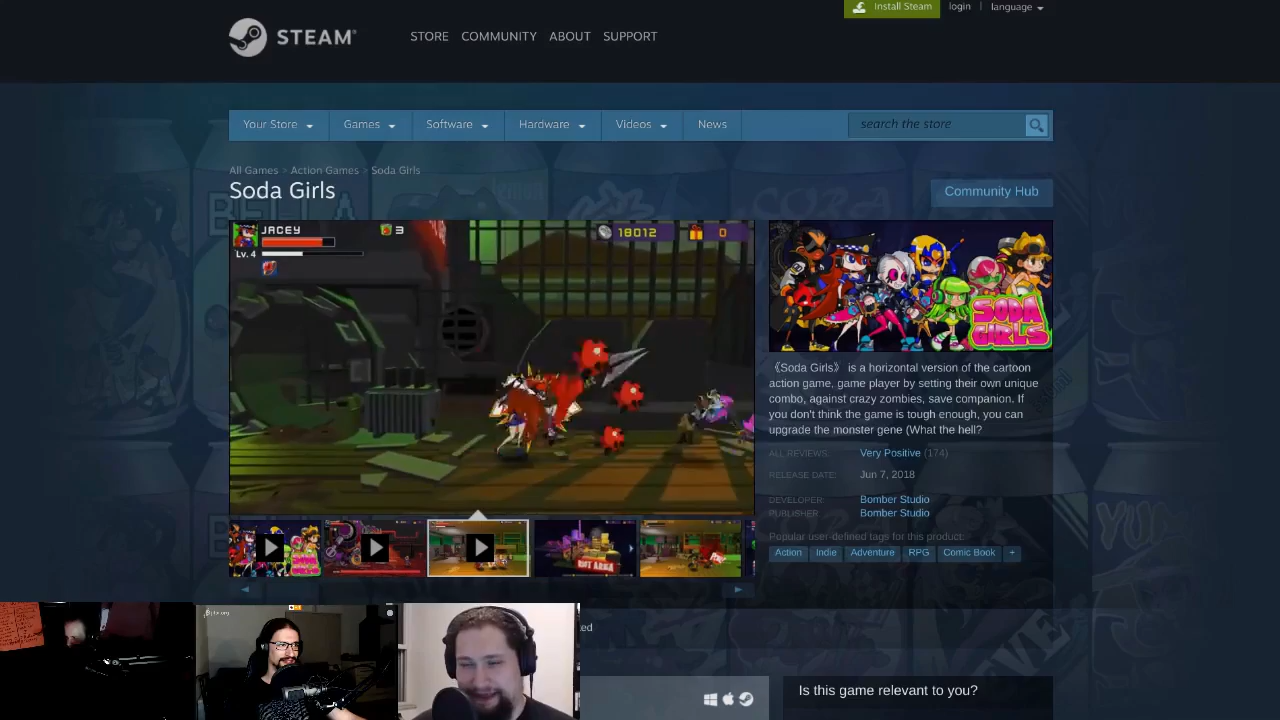 Install Steam
login
language
STEAM®
STORE
COMMUNITY
ABOUT
SUPPORT
Your Store
Games
Software
Hardware
Videos
News
search the store
All Games > Action Games > Soda Girls
Soda Girls
Community Hub
JACEY
3
18012
0
Lv.4
SODA
GIRLS
《Soda Girls》 is a horizontal version of the cartoon
action game, game player by setting their own unique
combo, against crazy zombies, save companion. If
you don't think the game is tough enough, you can
upgrade the monster gene (What the hell?
ALL REVIEWS: Very Positive (174)
RELEASE DATE: Jun 7, 2018
DEVELOPER: Bomber Studio
PUBLISHER: Bomber Studio
Popular user-defined tags for this product:
Action
Indie
Adventure
RPG
Comic Book
+
RIOT AREA
ed
Is this game relevant to you?